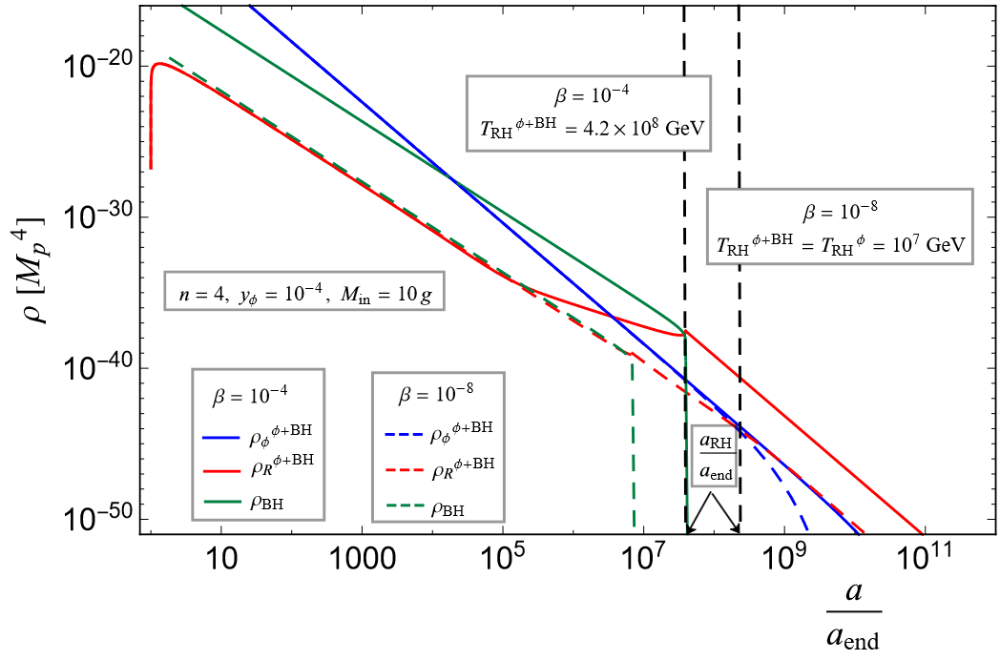 ρ [M_p^4]
10^−20
10^−30
10^−40
10^−50
β = 10^−4
T_RH^ϕ+BH = 4.2 × 10^8 GeV
β = 10^−8
T_RH^ϕ+BH = T_RH^ϕ = 10^7 GeV
n = 4, y_ϕ = 10^−4, M_in = 10 g
β = 10^−4
ρ_ϕ^ϕ+BH
ρ_R^ϕ+BH
ρ_BH
β = 10^−8
ρ_ϕ^ϕ+BH
ρ_R^ϕ+BH
ρ_BH
a_RH
a_end
10 1000 10^5 10^7 10^9 10^11
a
a_end